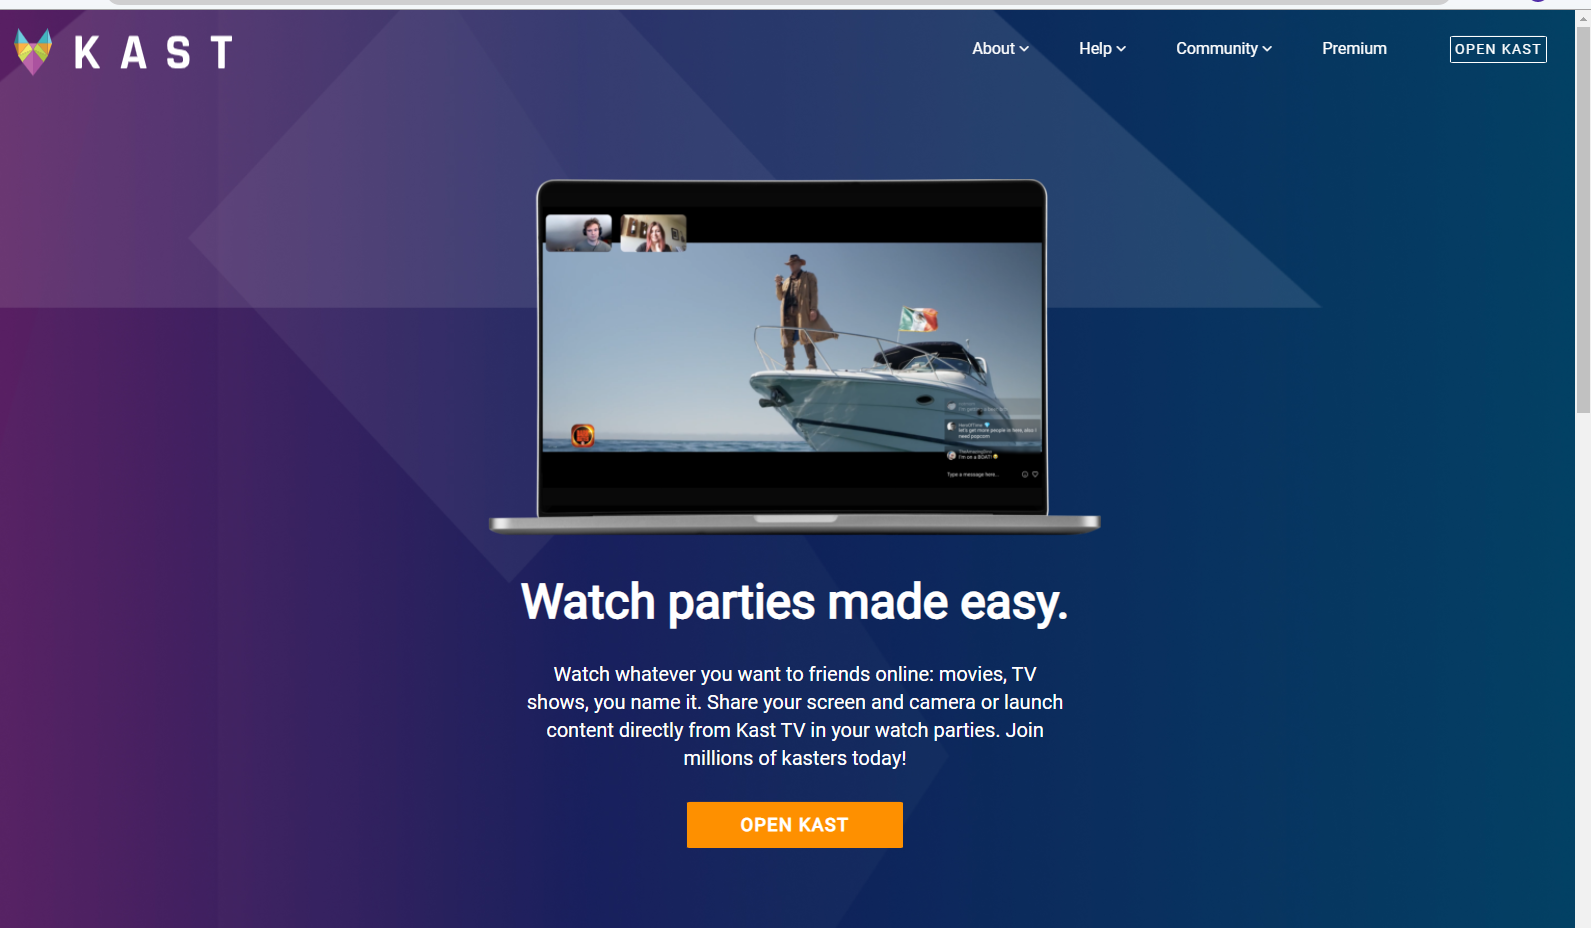 KAST
About
Help
Community
Premium
OPEN KAST
let's get more people in here, also I
need popcorn
I'm on a BOAT!
Type a message here...
Watch parties made easy.
Watch whatever you want to friends online: movies, TV
shows, you name it. Share your screen and camera or launch
content directly from Kast TV in your watch parties. Join
millions of kasters today!
OPEN KAST